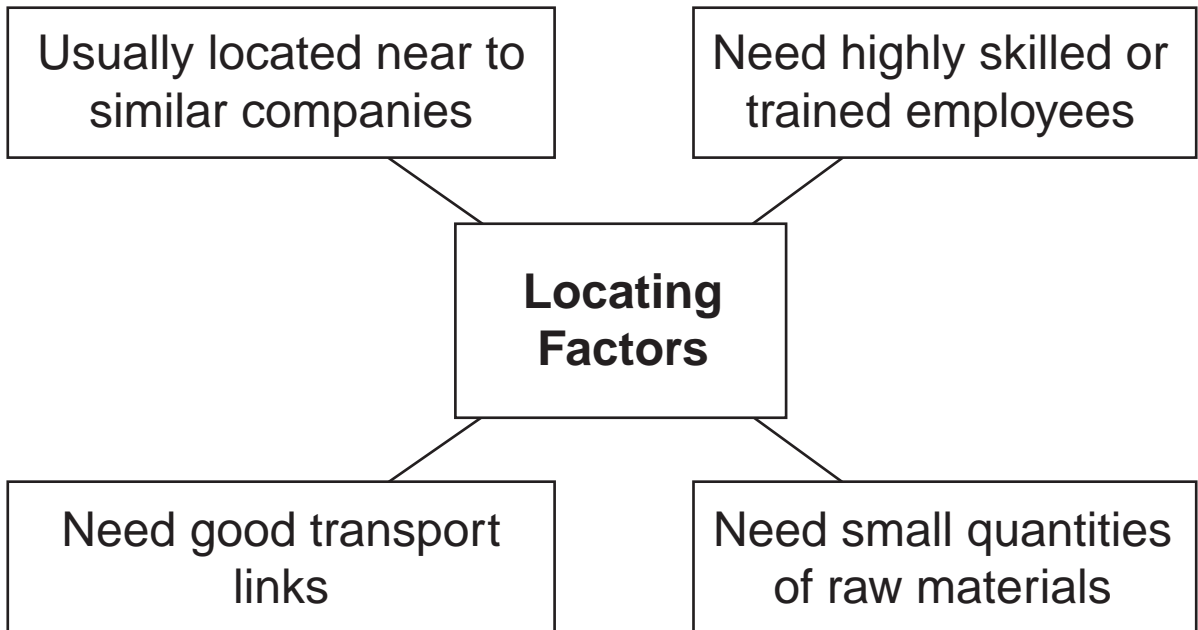 Usually located near to
similar companies
Need highly skilled or
trained employees
Locating
Factors
Need good transport
links
Need small quantities
of raw materials